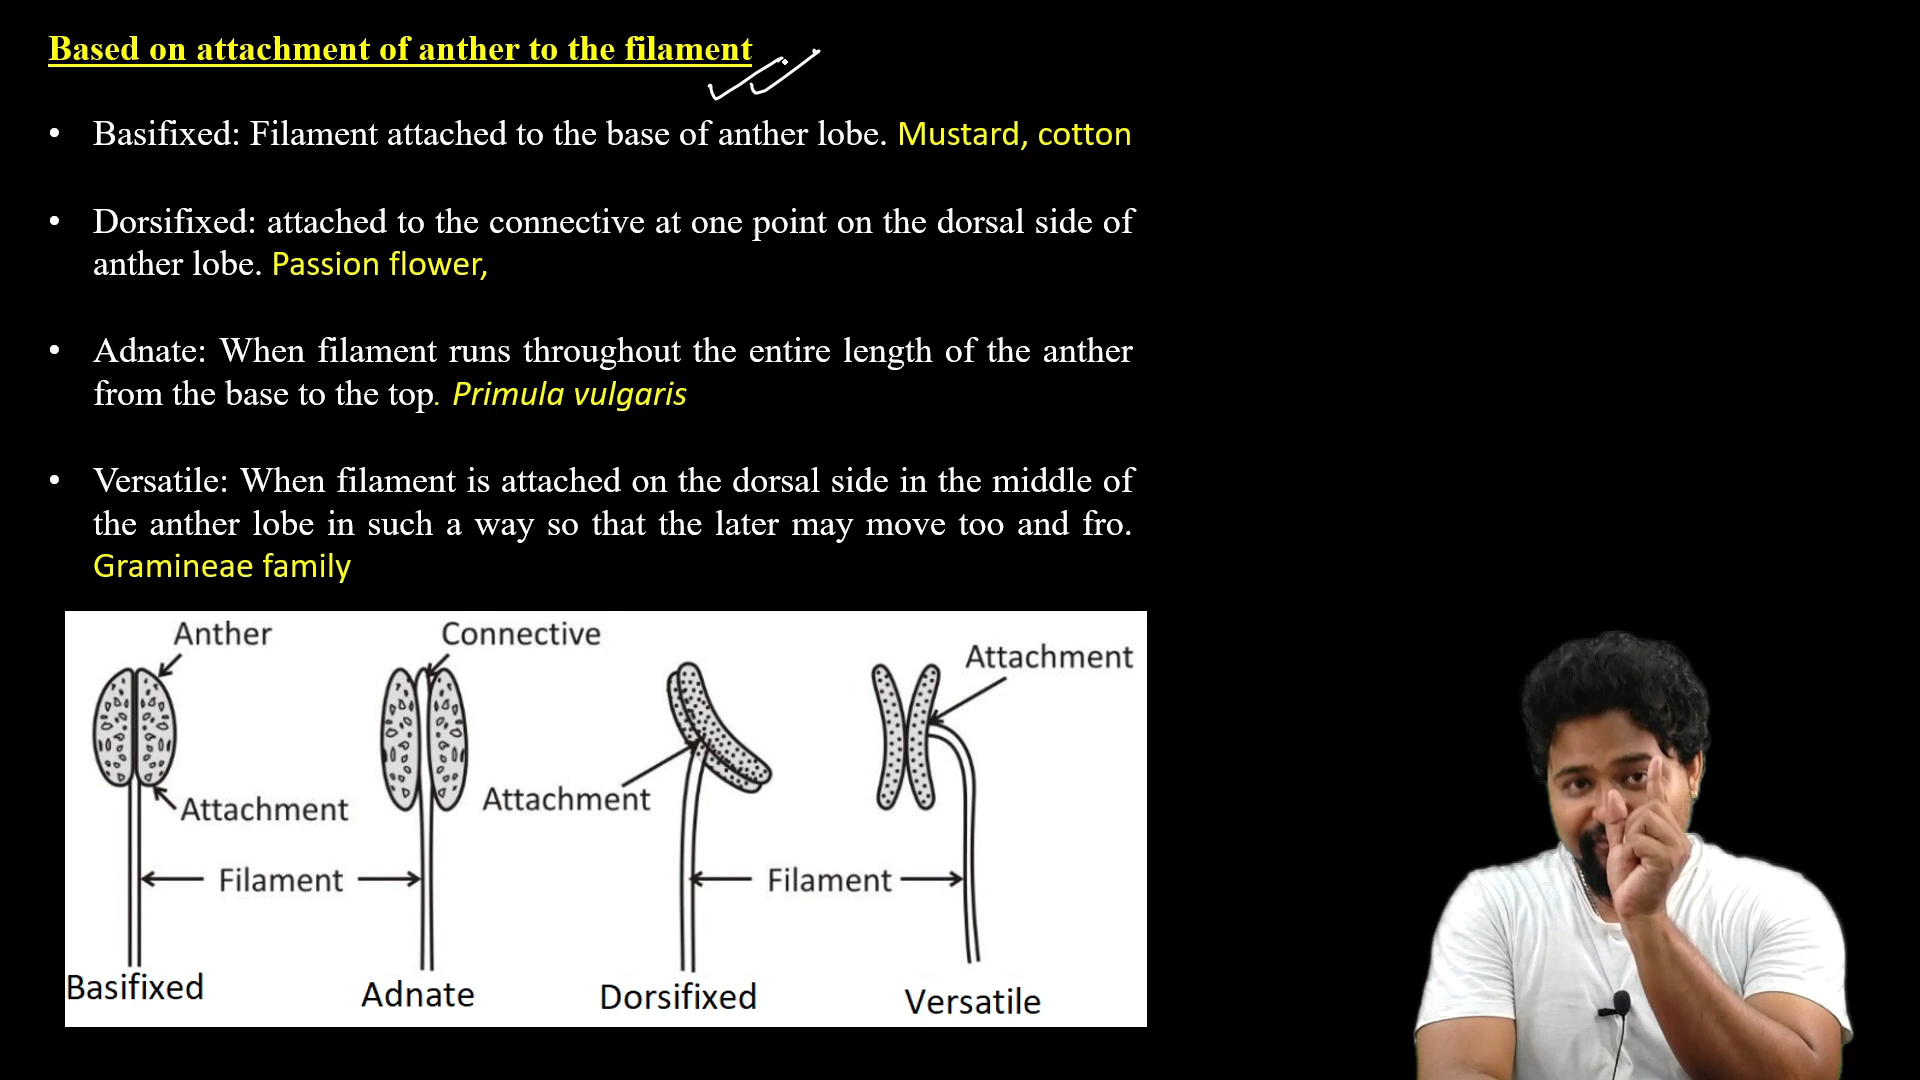 Based on attachment of anther to the filament
• Basifixed: Filament attached to the base of anther lobe. Mustard, cotton
• Dorsifixed: attached to the connective at one point on the dorsal side of
anther lobe. Passion flower,
• Adnate: When filament runs throughout the entire length of the anther
from the base to the top. Primula vulgaris
• Versatile: When filament is attached on the dorsal side in the middle of
the anther lobe in such a way so that the later may move too and fro.
Gramineae family
Anther
Connective
Attachment
Attachment
Attachment
Filament
Filament
Basifixed
Adnate
Dorsifixed
Versatile